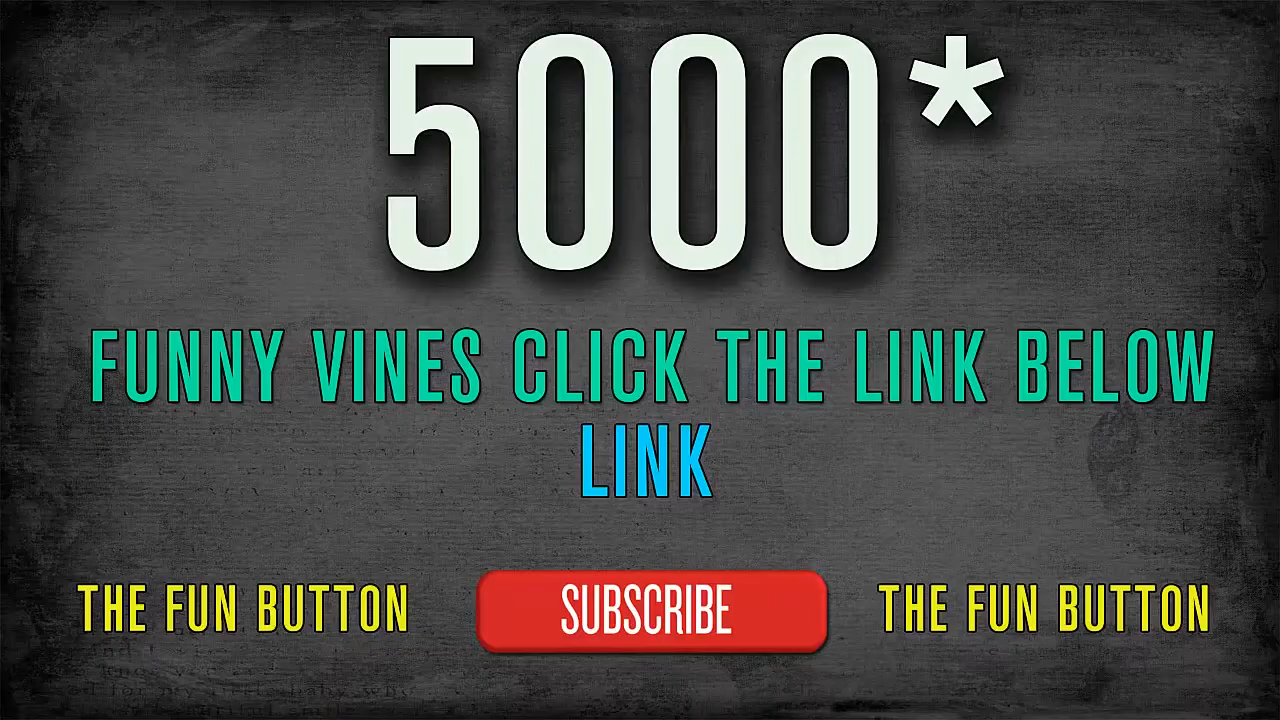 5000*
FUNNY VINES CLICK THE LINK BELOW
LINK
THE FUN BUTTON SUBSCRIBE THE FUN BUTTON